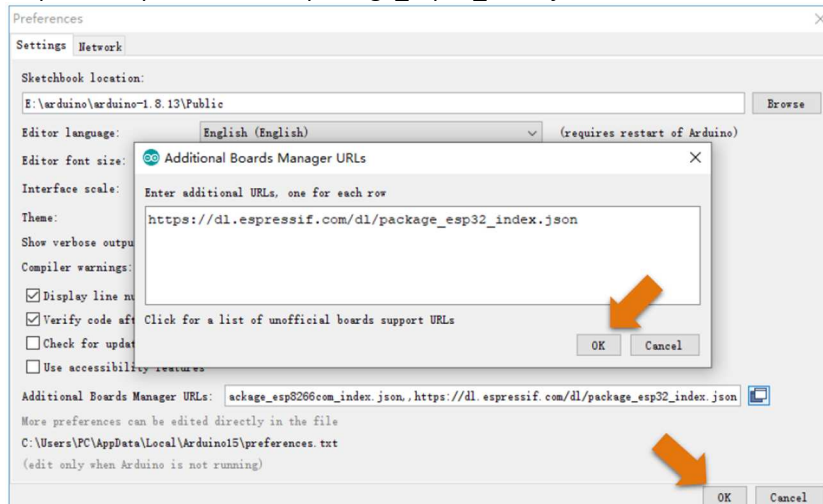 Preferences
Settings Network
Sketchbook location:
E:\arduino\arduino-1.8.13\Public Browse
Editor language: English (English) (requires restart of Arduino)
Editor font size:
Interface scale:
Theme:
Show verbose outpu
Compiler warnings:
Display line nu
Verify code aft
Check for updat
Use accessibility features
Additional Boards Manager URLs
Enter additional URLs, one for each row
https://dl.espressif.com/dl/package_esp32_index.json
Click for a list of unofficial boards support URLs
OK Cancel
Additional Boards Manager URLs: ackage_esp8266com_index.json,,https://dl.espressif.com/dl/package_esp32_index.json
More preferences can be edited directly in the file
C:\Users\PC\AppData\Local\Arduino15\preferences.txt
(edit only when Arduino is not running)
OK Cancel